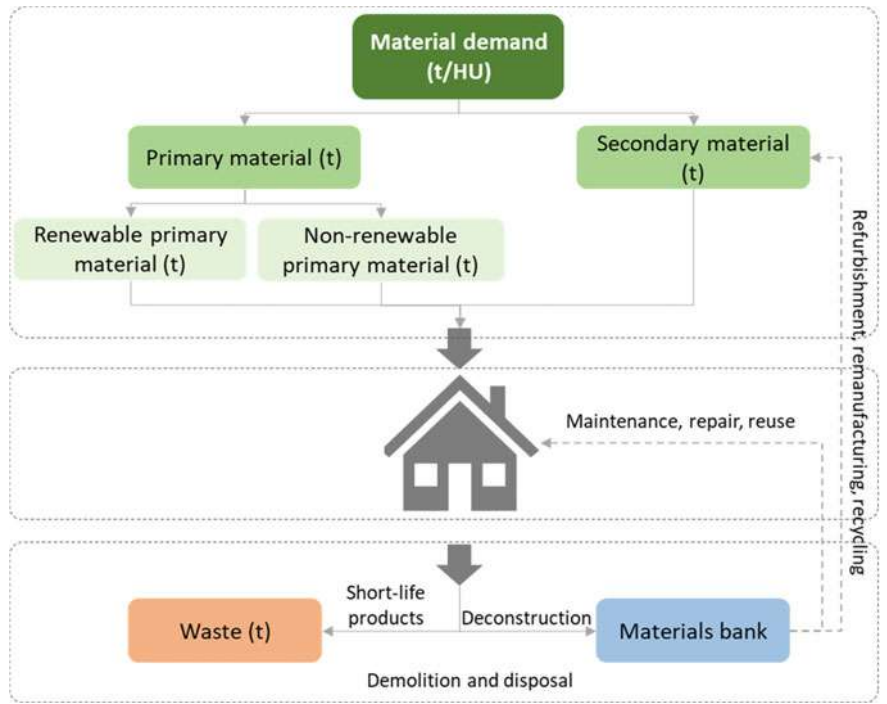 Material demand
(t/HU)
Primary material (t)
Secondary material
(t)
Renewable primary
material (t)
Non-renewable
primary material (t)
Refurbishment, remanufacturing, recycling
Maintenance, repair, reuse
Short-life
products
Deconstruction
Waste (t)
Materials bank
Demolition and disposal